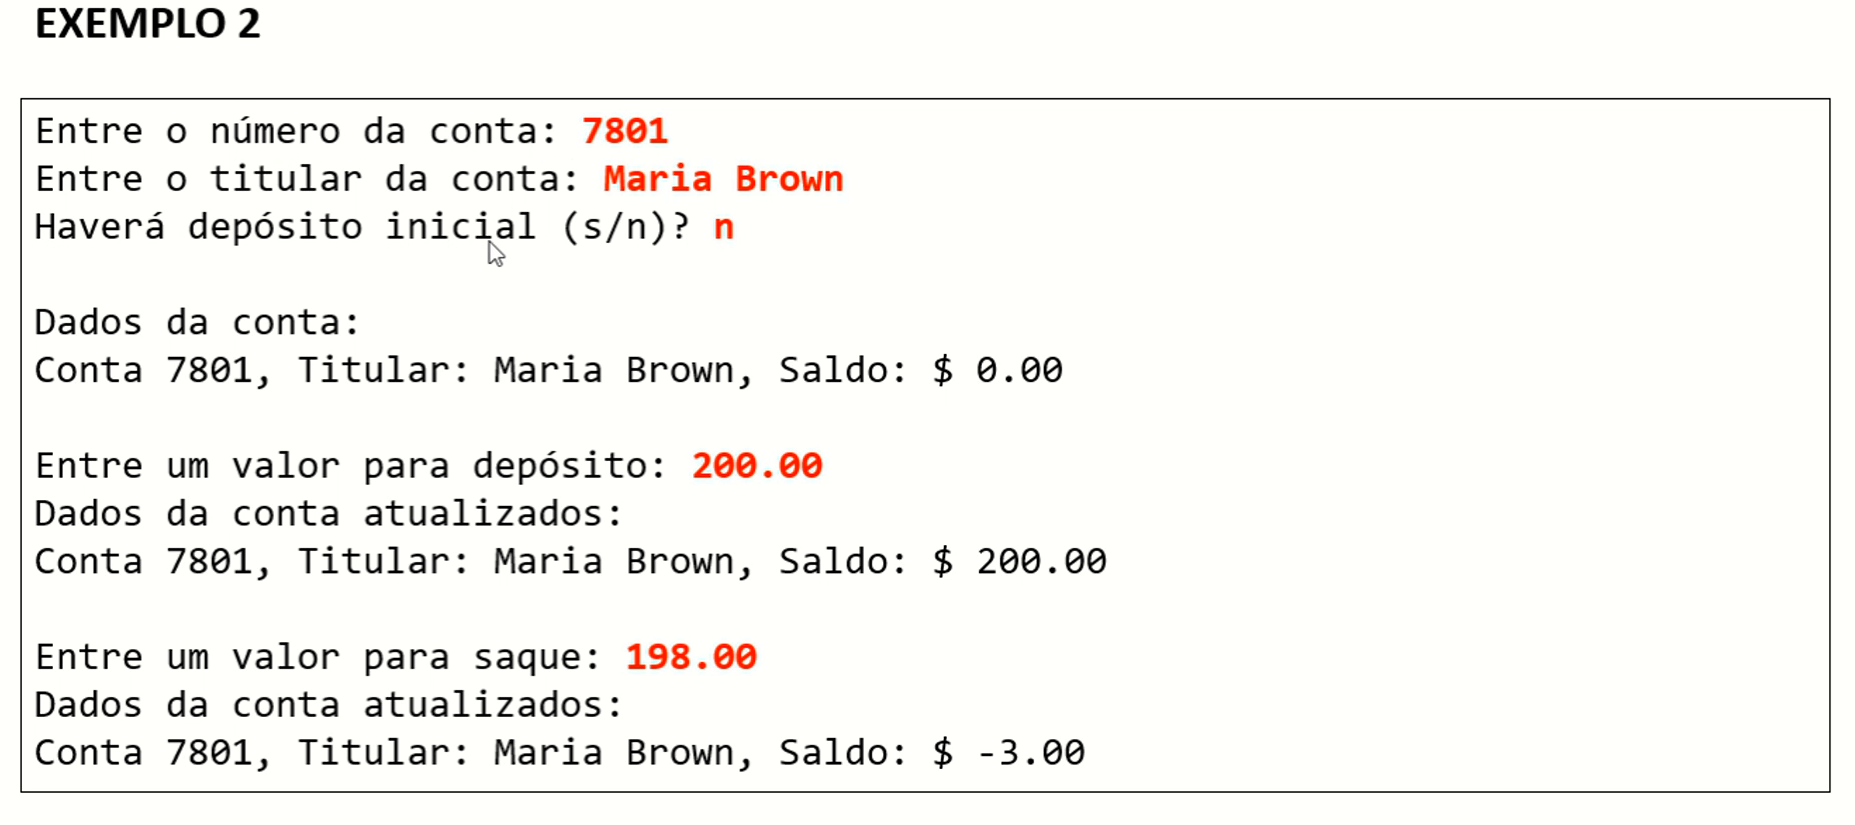 EXEMPLO 2
Entre o número da conta: 7801
Entre o titular da conta: Maria Brown
Haverá depósito inicial (s/n)? n
Dados da conta:
Conta 7801, Titular: Maria Brown, Saldo: $ 0.00
Entre um valor para depósito: 200.00
Dados da conta atualizados:
Conta 7801, Titular: Maria Brown, Saldo: $ 200.00
Entre um valor para saque: 198.00
Dados da conta atualizados:
Conta 7801, Titular: Maria Brown, Saldo: $ -3.00